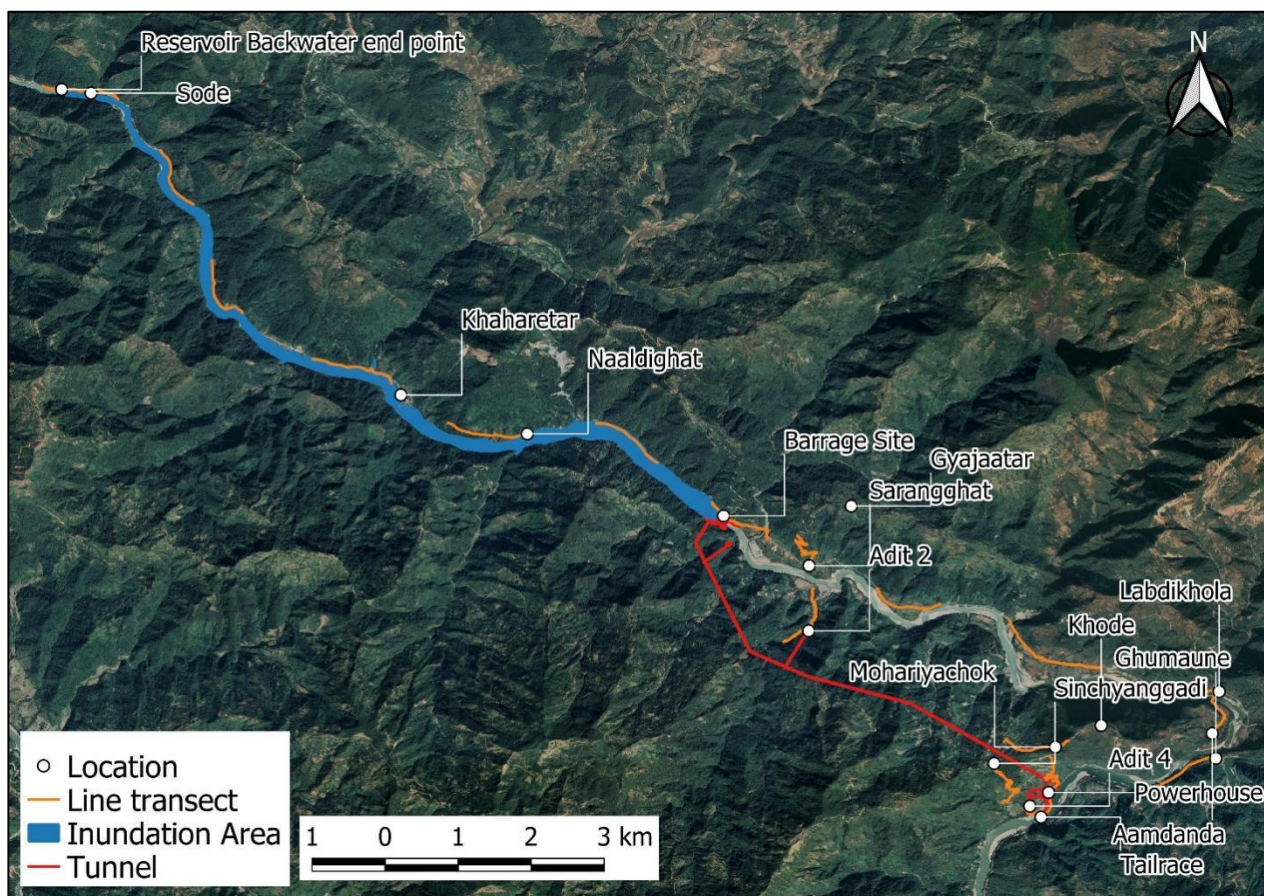 Reservoir Backwater end point
Sode
N
Khaharetar
Naaldighat
Barrage Site
Gyajaatar
Sarangghat
Adit 2
Labdikhola
Khode
Ghumaune
Mohariyachok
Sinchyanggadi
Adit 4
Powerhouse
Aamdanda
Tailrace
Location
Line transect
Inundation Area
Tunnel
1 0 1 2 3 km